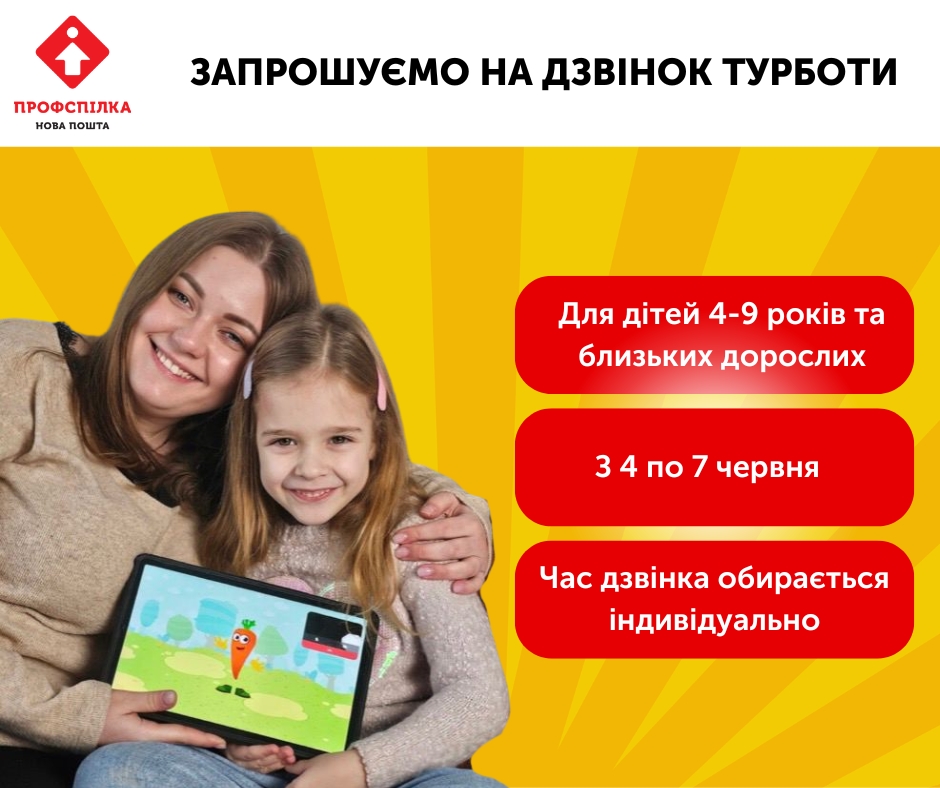 ПРОФСПІЛКА
НОВА ПОШТА
ЗАПРОШУЄМО НА ДЗВІНОК ТУРБОТИ
Для дітей 4-9 років та
близьких дорослих
З 4 по 7 червня
Час дзвінка обирається
індивідуально